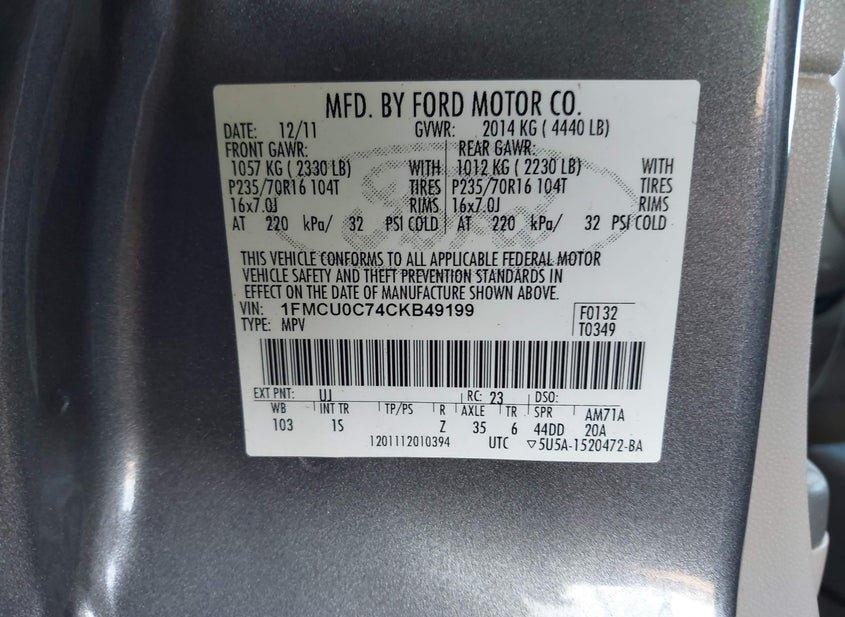 MFD. BY FORD MOTOR CO.
DATE: 12/11 GVWR: 2014 KG ( 4440 LB)
FRONT GAWR: REAR GAWR:
1057 KG ( 2330 LB) WITH 1012 KG ( 2230 LB) WITH
P235/70R16 104T TIRES P235/70R16 104T TIRES
16x7.0J RIMS 16x7.0J RIMS
AT 220 kPa/ 32 PSI COLD AT 220 kPa/ 32 PSI COLD
Ford
THIS VEHICLE CONFORMS TO ALL APPLICABLE FEDERAL MOTOR
VEHICLE SAFETY AND THEFT PREVENTION STANDARDS IN
EFFECT ON THE DATE OF MANUFACTURE SHOWN ABOVE.
VIN: 1FMCU0C74CKB49199 F0132
TYPE: MPV T0349
EXT PNT: UJ RC: 23 DSO:
WB INT TR TP/PS R AXLE TR SPR AM71A
103 1S Z 35 6 44DD 20A
1201112010394 UTC ▽5U5A-1520472-BA